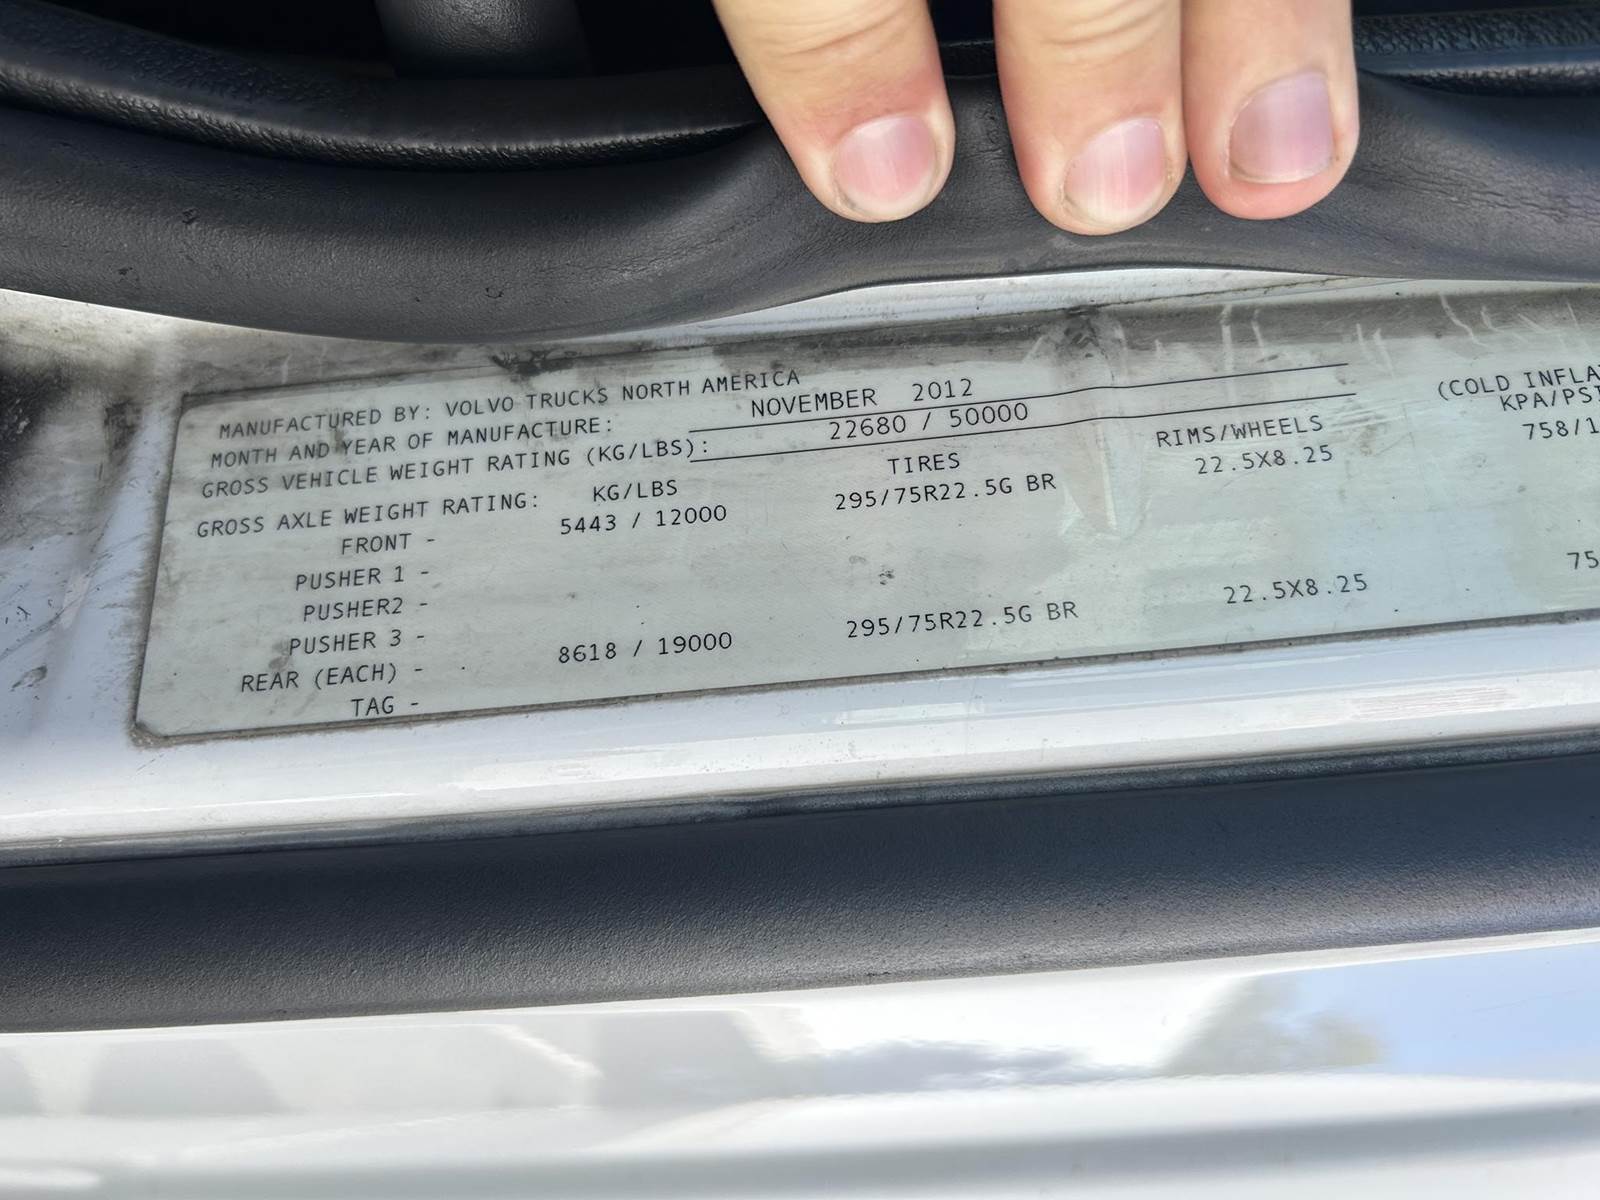 MANUFACTURED BY: VOLVO TRUCKS NORTH AMERICA
MONTH AND YEAR OF MANUFACTURE: NOVEMBER 2012
GROSS VEHICLE WEIGHT RATING (KG/LBS): 22680 / 50000
GROSS AXLE WEIGHT RATING: KG/LBS TIRES RIMS/WHEELS (COLD KPA/PSI
FRONT - 5443 / 12000 295/75R22.5G BR 22.5X8.25 758/1
PUSHER 1 -
PUSHER2 -
PUSHER 3 -
REAR (EACH) - 8618 / 19000 295/75R22.5G BR 22.5X8.25 75
TAG -